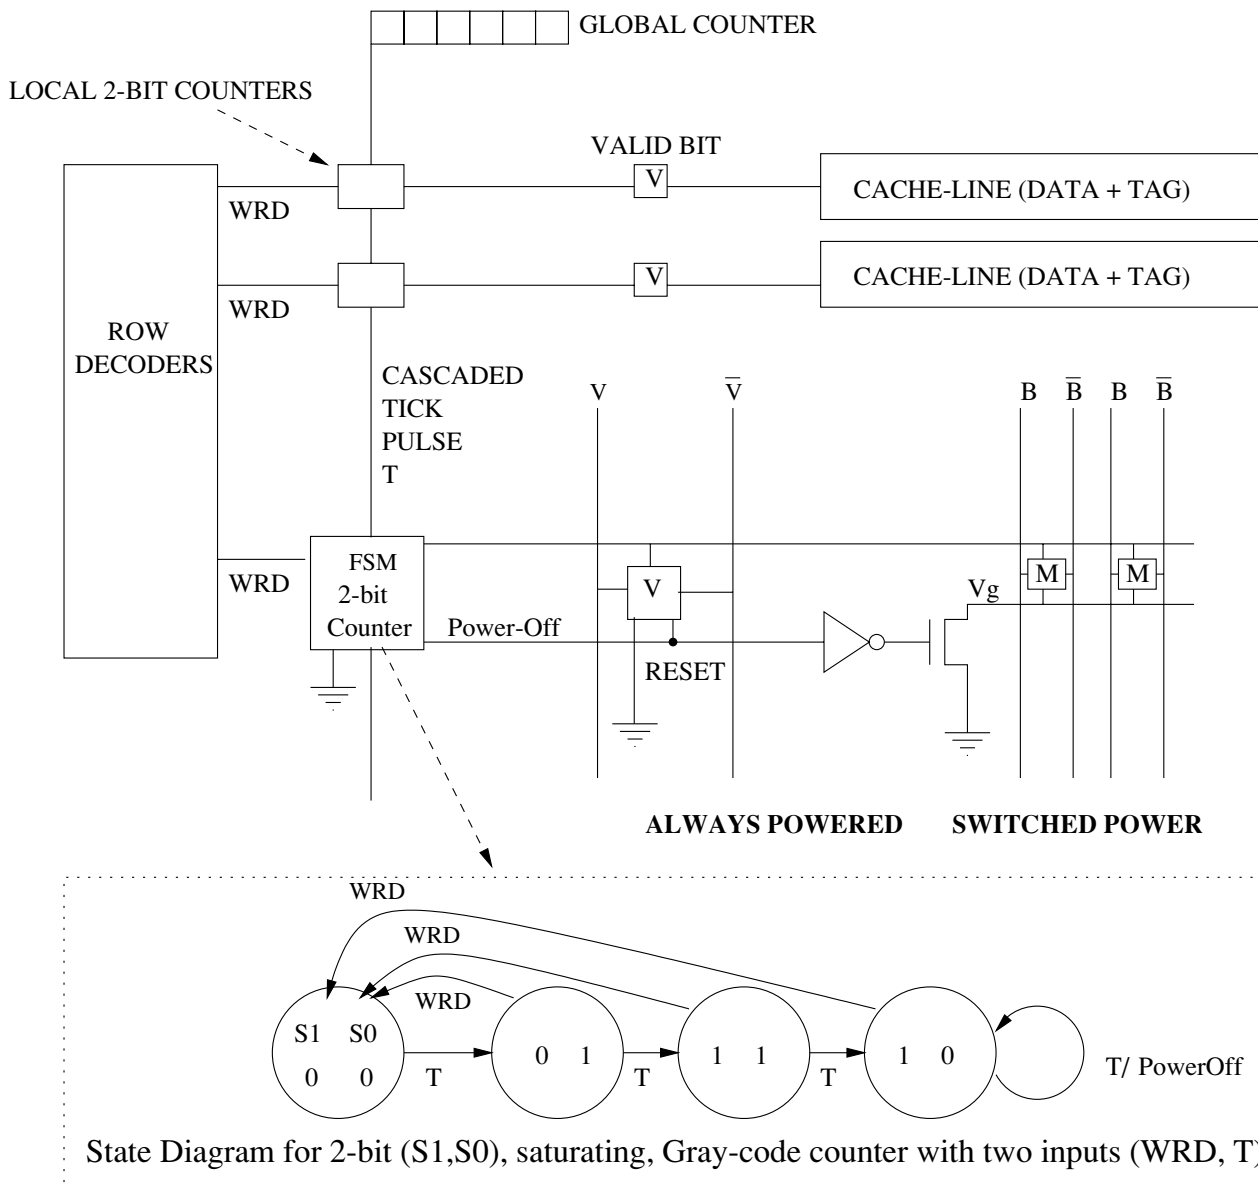 GLOBAL COUNTER
LOCAL 2-BIT COUNTERS
VALID BIT
WRD
V
CACHE-LINE (DATA + TAG)
WRD
V
CACHE-LINE (DATA + TAG)
ROW
DECODERS
CASCADED
TICK
PULSE
T
V
V̅
B
B̅
B
B̅
WRD
FSM
2-bit
Counter
V
M
M
Vg
Power-Off
RESET
ALWAYS POWERED
SWITCHED POWER
WRD
WRD
WRD
S1 S0
0 0
T
0 1
T
1 1
T
1 0
T/ PowerOff
State Diagram for 2-bit (S1,S0), saturating, Gray-code counter with two inputs (WRD, T)